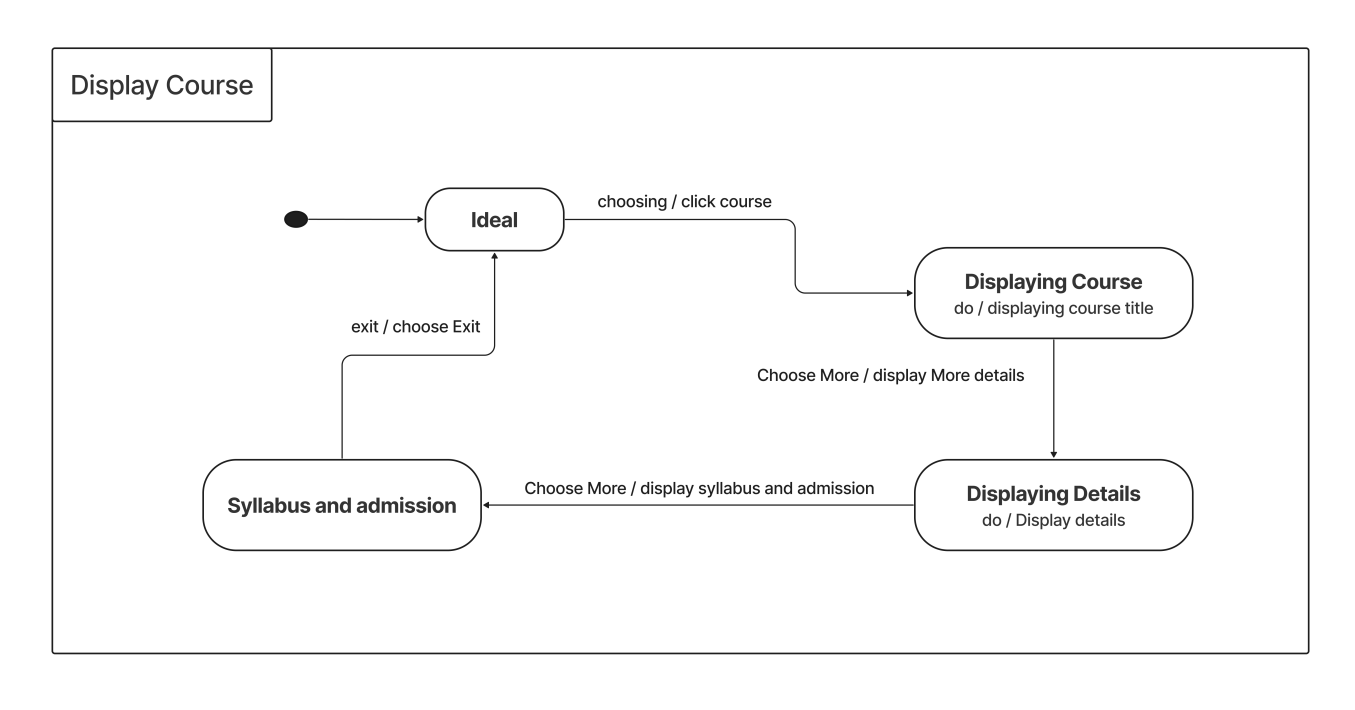 Display Course
Ideal
choosing / click course
Displaying Course
do / displaying course title
exit / choose Exit
Choose More / display More details
Syllabus and admission
Choose More / display syllabus and admission
Displaying Details
do / Display details